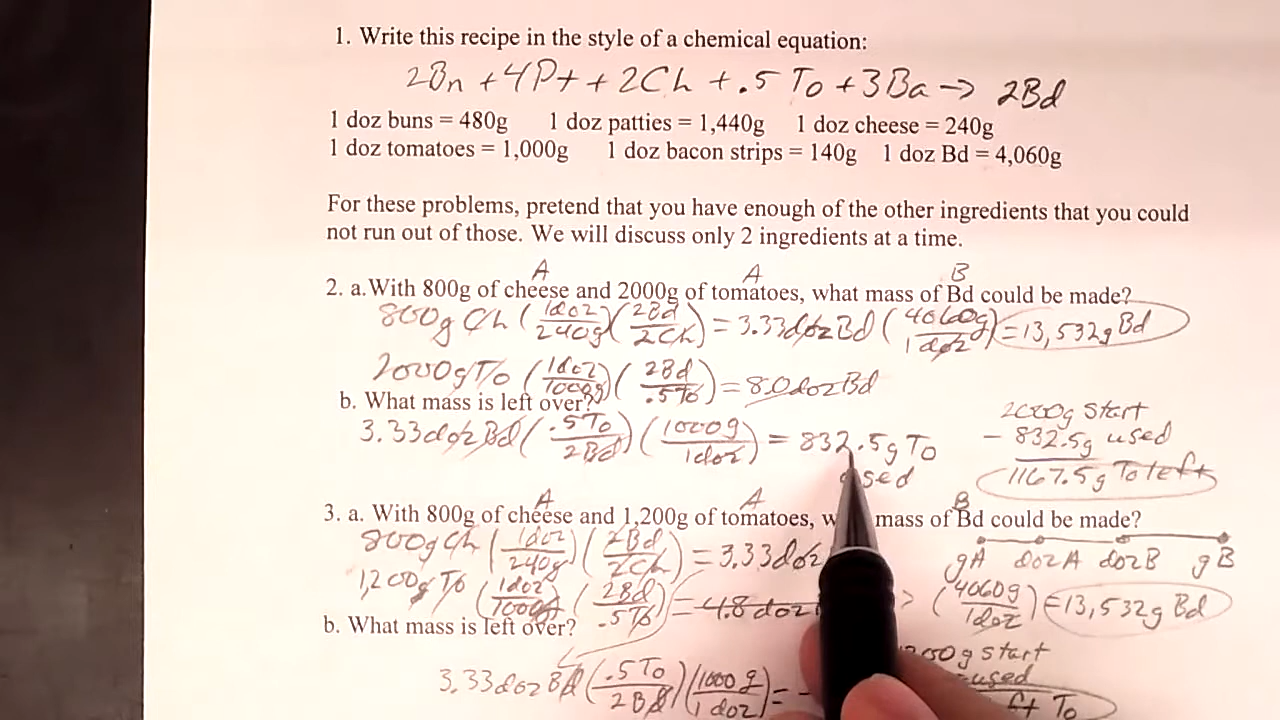 1. Write this recipe in the style of a chemical equation:
2Bn + 4Pt + 2Ch + .5 To + 3Ba → 2Bd
1 doz buns = 480g 1 doz patties = 1,440g 1 doz cheese = 240g
1 doz tomatoes = 1,000g 1 doz bacon strips = 140g 1 doz Bd = 4,060g
For these problems, pretend that you have enough of the other ingredients that you could
not run out of those. We will discuss only 2 ingredients at a time.
A A B
2. a.With 800g of cheese and 2000g of tomatoes, what mass of Bd could be made?
800g Ch (1doz/240g)(2Bd/2Ch) = 3.33doz Bd (4060g/1doz) = 13,532g Bd
2000g To (1doz/1000g)(2Bd/.5To) = 8.0doz Bd
b. What mass is left over?
3.33doz Bd (.5To/2Bd)(1000g/1doz) = 832.5g To
used
2000g start
- 832.5g used
1167.5g To left
A A B
3. a. With 800g of cheese and 1,200g of tomatoes, w mass of Bd could be made?
800g Ch (1doz/240g)(2Bd/2Ch) = 3.33doz
gA dozA dozB gB
1,200g To (1doz/1000g)(2Bd/.5To) = 4.8doz
(4060g/1doz) = 13,532g Bd
b. What mass is left over?
3.33doz Bd (.5To/2Bd)(1000g/1doz) =
g start
used
To